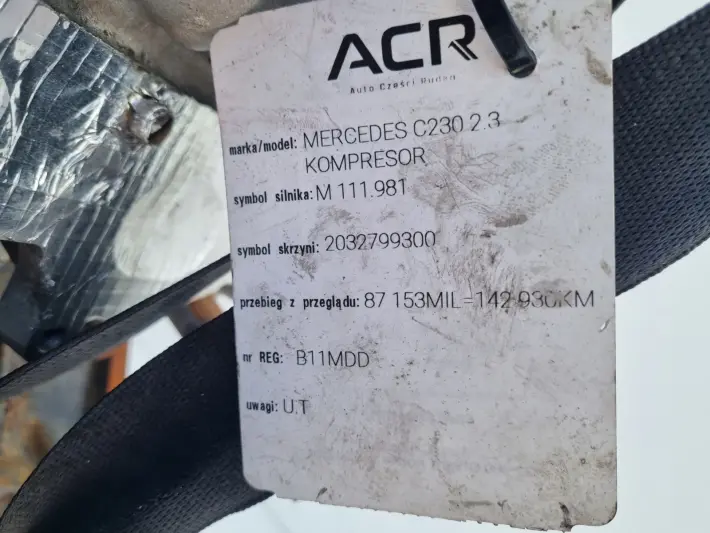 ACR
Auto Części Ruden
marka/model: MERCEDES C230 2.3
KOMPRESOR
symbol silnika: M 111.981
symbol skrzyni: 2032799300
przebieg z przeglądu: 87 153MIL=142 930KM
nr REG: B11MDD
uwagi: U.T